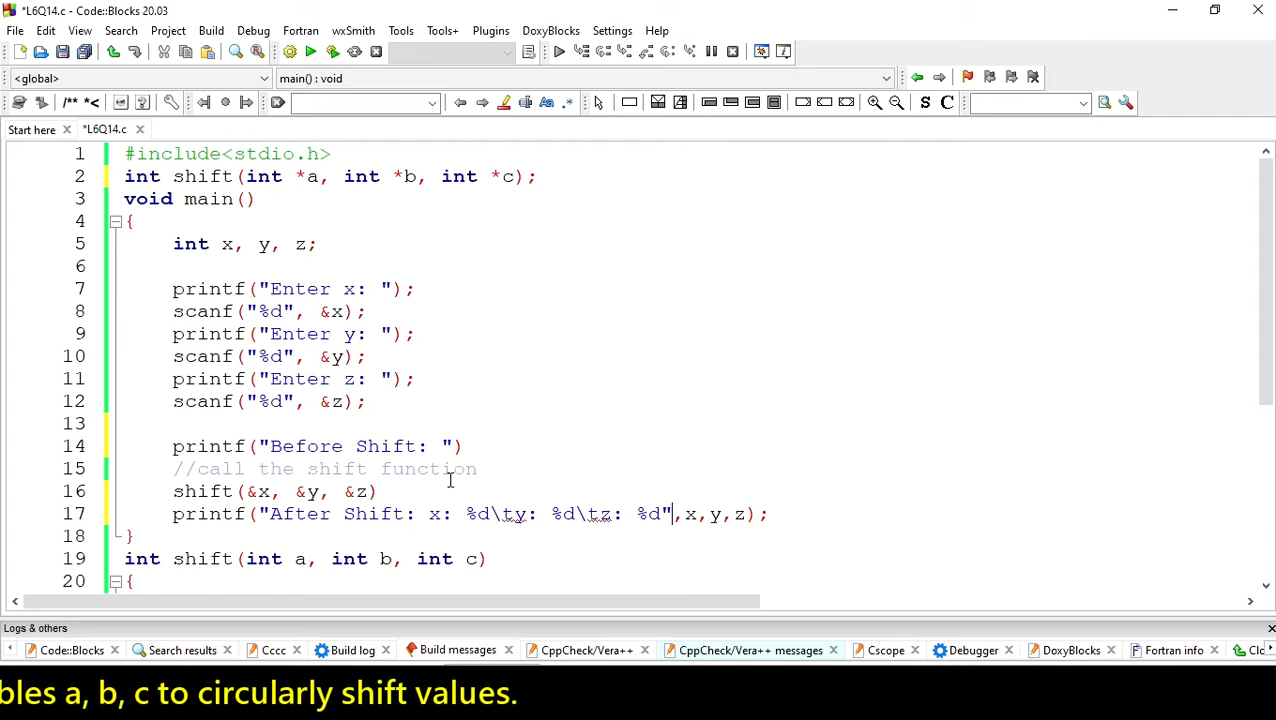 *L6Q14.c - Code::Blocks 20.03
File Edit View Search Project Build Debug Fortran wxSmith Tools Tools+ Plugins DoxyBlocks Settings Help
<global> main() : void
/** *< .* S C
Start here *L6Q14.c
1 #include<stdio.h>
2 int shift(int *a, int *b, int *c);
3 void main()
4 {
5 int x, y, z;
6
7 printf("Enter x: ");
8 scanf("%d", &x);
9 printf("Enter y: ");
10 scanf("%d", &y);
11 printf("Enter z: ");
12 scanf("%d", &z);
13
14 printf("Before Shift: ")
15 //call the shift function
16 shift(&x, &y, &z)
17 printf("After Shift: x: %d\ty: %d\tz: %d",x,y,z);
18 }
19 int shift(int a, int b, int c)
20 {
Logs & others
Code::Blocks Search results Cccc Build log Build messages CppCheck/Vera++ CppCheck/Vera++ messages Cscope Debugger DoxyBlocks Fortran info Clo
bles a, b, c to circularly shift values.